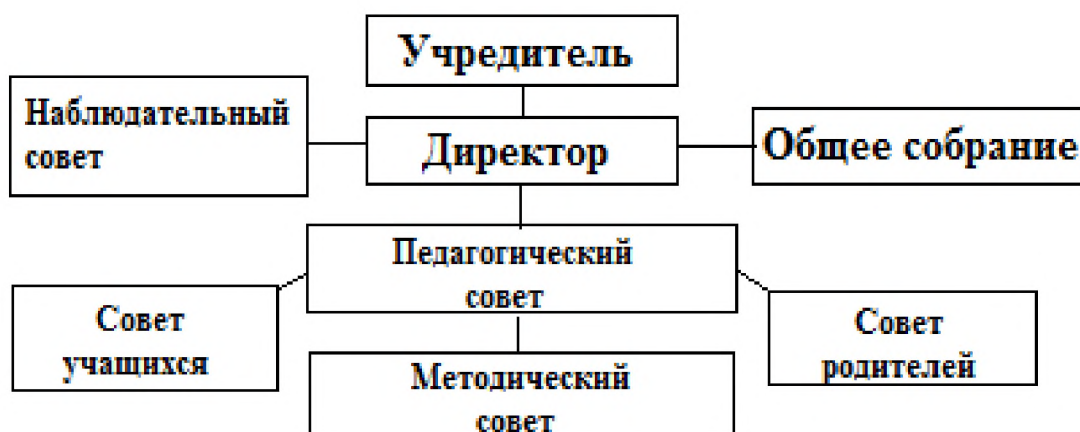 Учредитель
Наблюдательный
совет
Директор
Общее собрание
Педагогический
совет
Совет
учащихся
Совет
родителей
Методический
совет